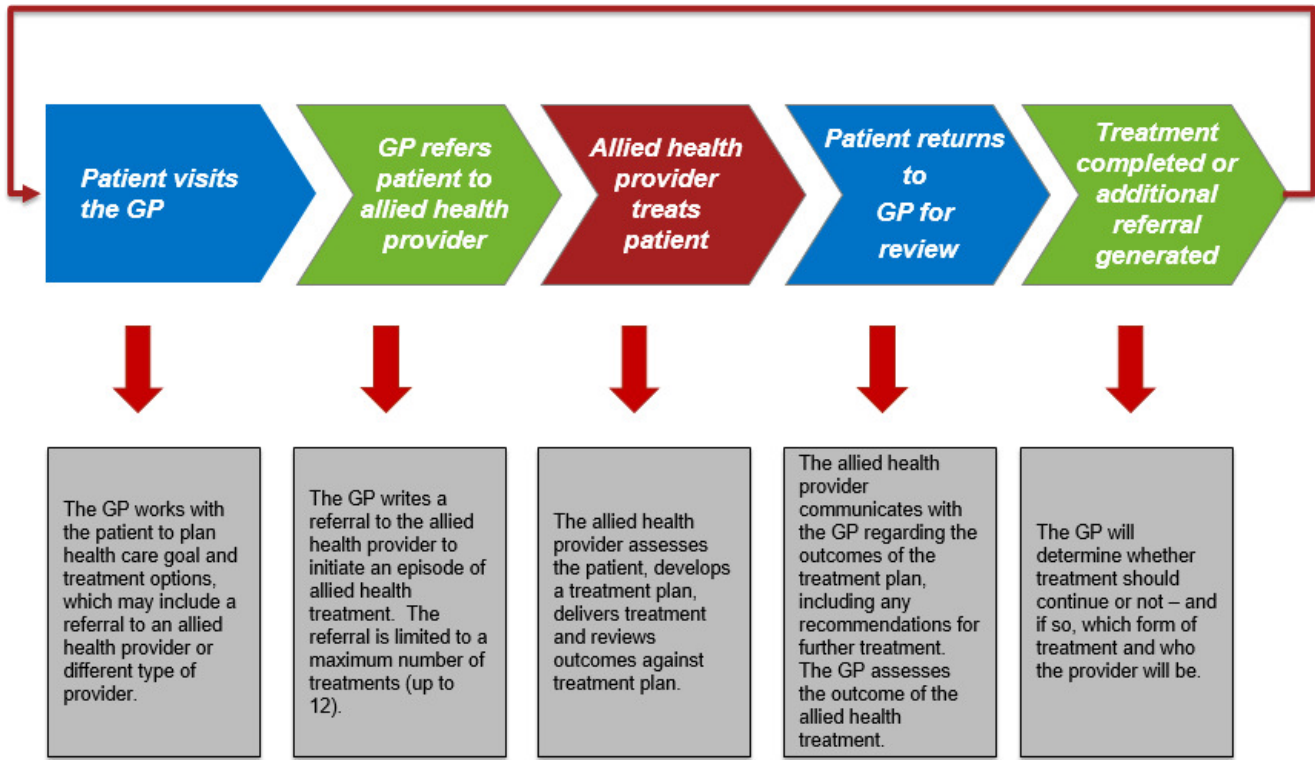 Patient visits
the GP
GP refers
patient to
allied health
provider
Allied health
provider
treats
patient
Patient returns
to
GP for
review
Treatment
completed or
additional
referral
generated
The GP works with
the patient to plan
health care goal and
treatment options,
which may include a
referral to an allied
health provider or
different type of
provider.
The GP writes a
referral to the allied
health provider to
initiate an episode of
allied health
treatment.  The
referral is limited to a
maximum number of
treatments (up to
12).
The allied health
provider assesses
the patient, develops
a treatment plan,
delivers treatment
and reviews
outcomes against
treatment plan.
The allied health
provider
communicates with
the GP regarding the
outcomes of the
treatment plan,
including any
recommendations for
further treatment.
The GP assesses
the outcome of the
allied health
treatment.
The GP will
determine whether
treatment should
continue or not – and
if so, which form of
treatment and who
the provider will be.